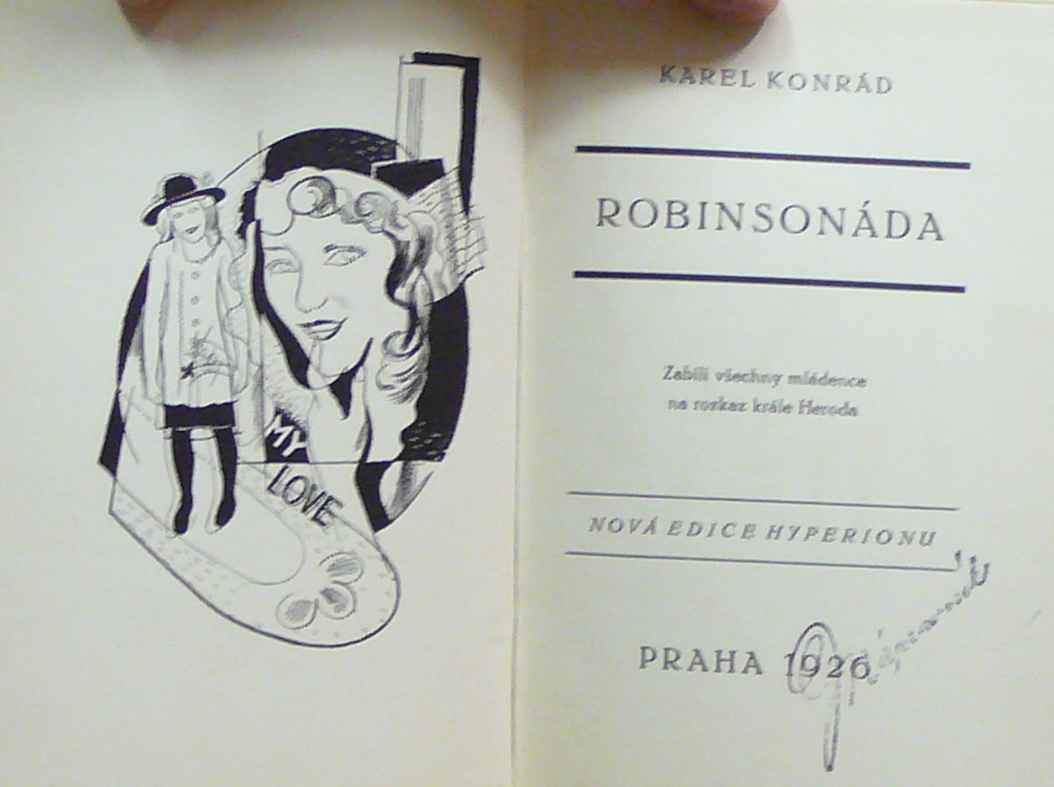 MY
LOVE
KAREL KONRÁD
ROBINSONÁDA
Zabili všechny mládence
na rozkaz krále Heroda
NOVÁ EDICE HYPERIONU
PRAHA 1926